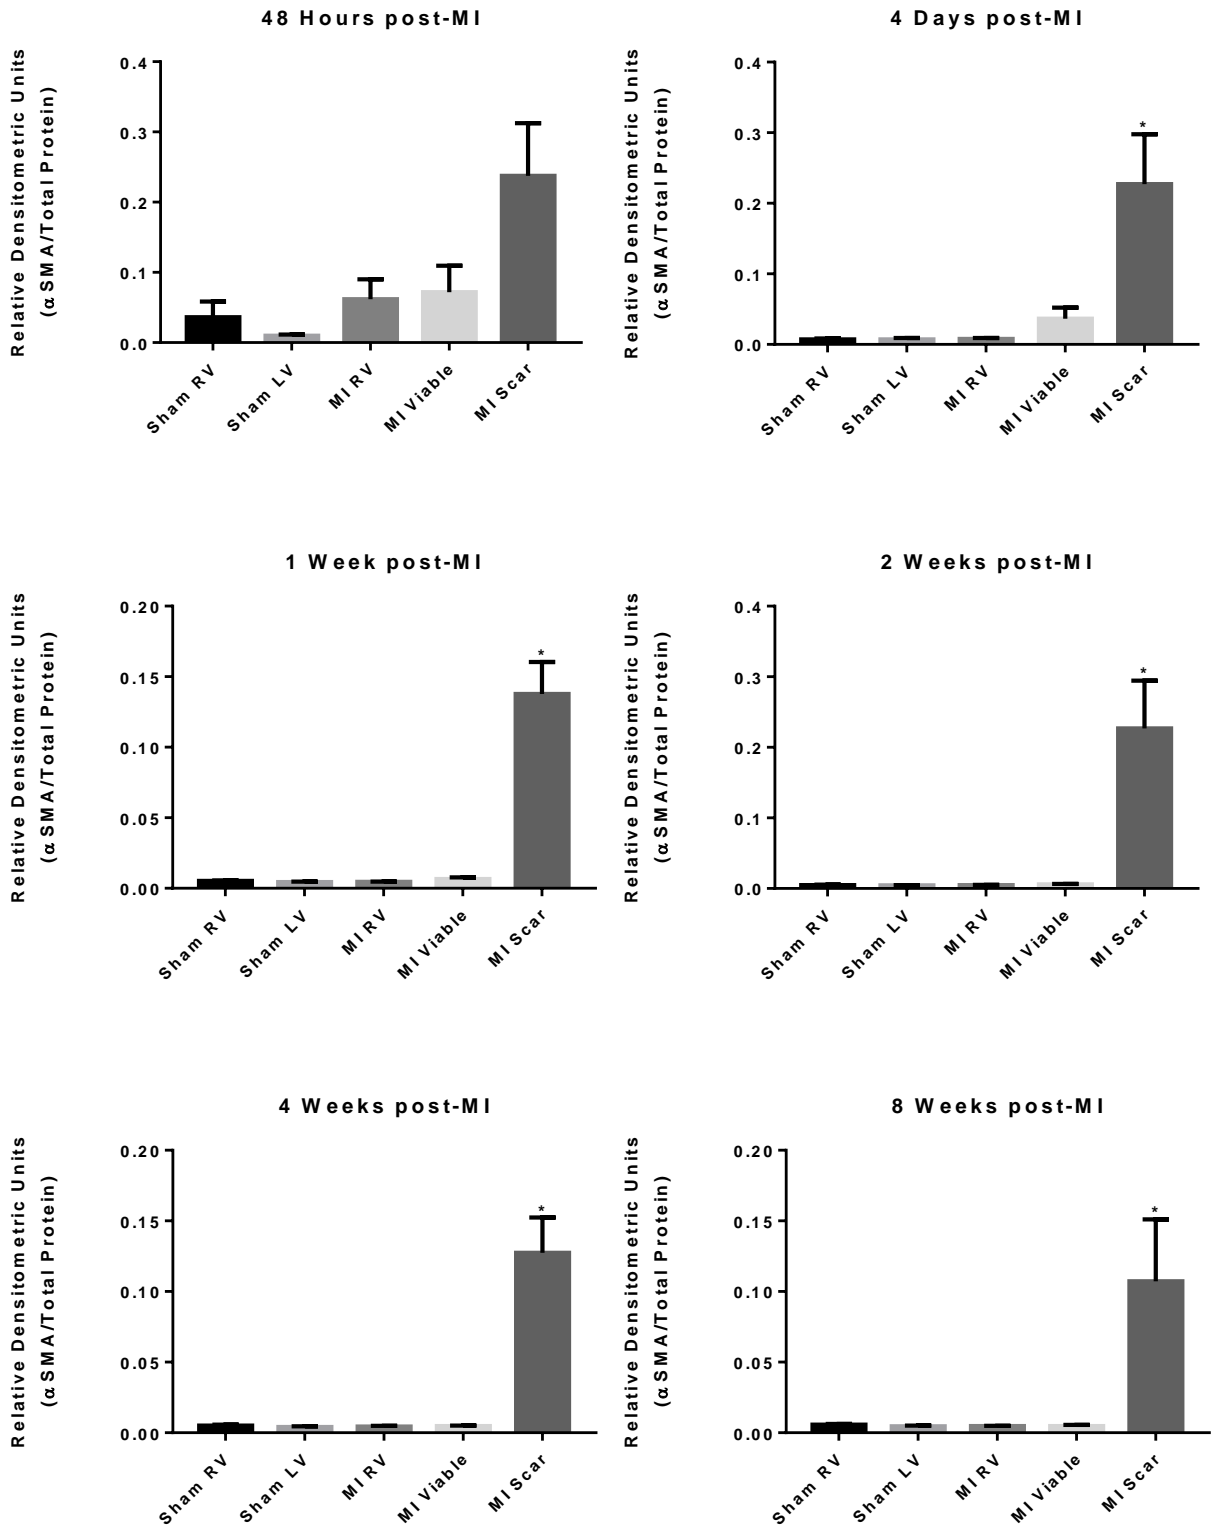 48 Hours post-MI
Relative Densitometric Units
(αSMA/Total Protein)
0.4
0.3
0.2
0.1
0.0
Sham RV
Sham LV
MI RV
MI Viable
MI Scar
4 Days post-MI
Relative Densitometric Units
(αSMA/Total Protein)
0.4
0.3
0.2
0.1
0.0
*
Sham RV
Sham LV
MI RV
MI Viable
MI Scar
1 Week post-MI
Relative Densitometric Units
(αSMA/Total Protein)
0.20
0.15
0.10
0.05
0.00
*
Sham RV
Sham LV
MI RV
MI Viable
MI Scar
2 Weeks post-MI
Relative Densitometric Units
(αSMA/Total Protein)
0.4
0.3
0.2
0.1
0.0
*
Sham RV
Sham LV
MI RV
MI Viable
MI Scar
4 Weeks post-MI
Relative Densitometric Units
(αSMA/Total Protein)
0.20
0.15
0.10
0.05
0.00
*
Sham RV
Sham LV
MI RV
MI Viable
MI Scar
8 Weeks post-MI
Relative Densitometric Units
(αSMA/Total Protein)
0.20
0.15
0.10
0.05
0.00
*
Sham RV
Sham LV
MI RV
MI Viable
MI Scar